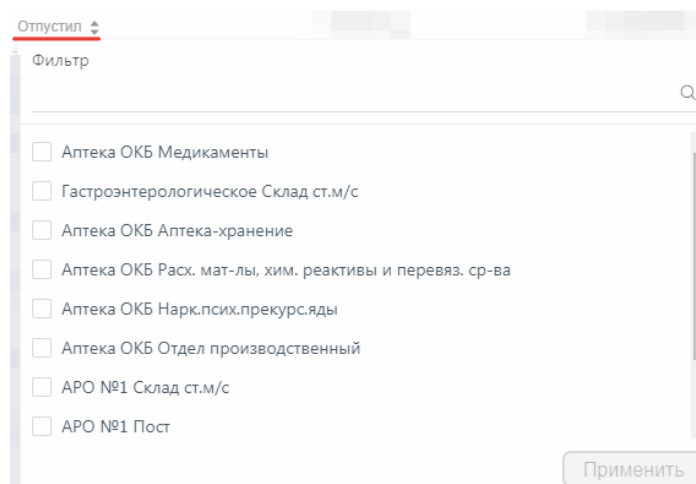 Отпустил
Фильтр
Аптека ОКБ Медикаменты
Гастроэнтерологическое Склад ст.м/с
Аптека ОКБ Аптека-хранение
Аптека ОКБ Расх. мат-лы, хим. реактивы и перевяз. ср-ва
Аптека ОКБ Нарк.псих.прекурс.яды
Аптека ОКБ Отдел производственный
АРО №1 Склад ст.м/с
АРО №1 Пост
Применить